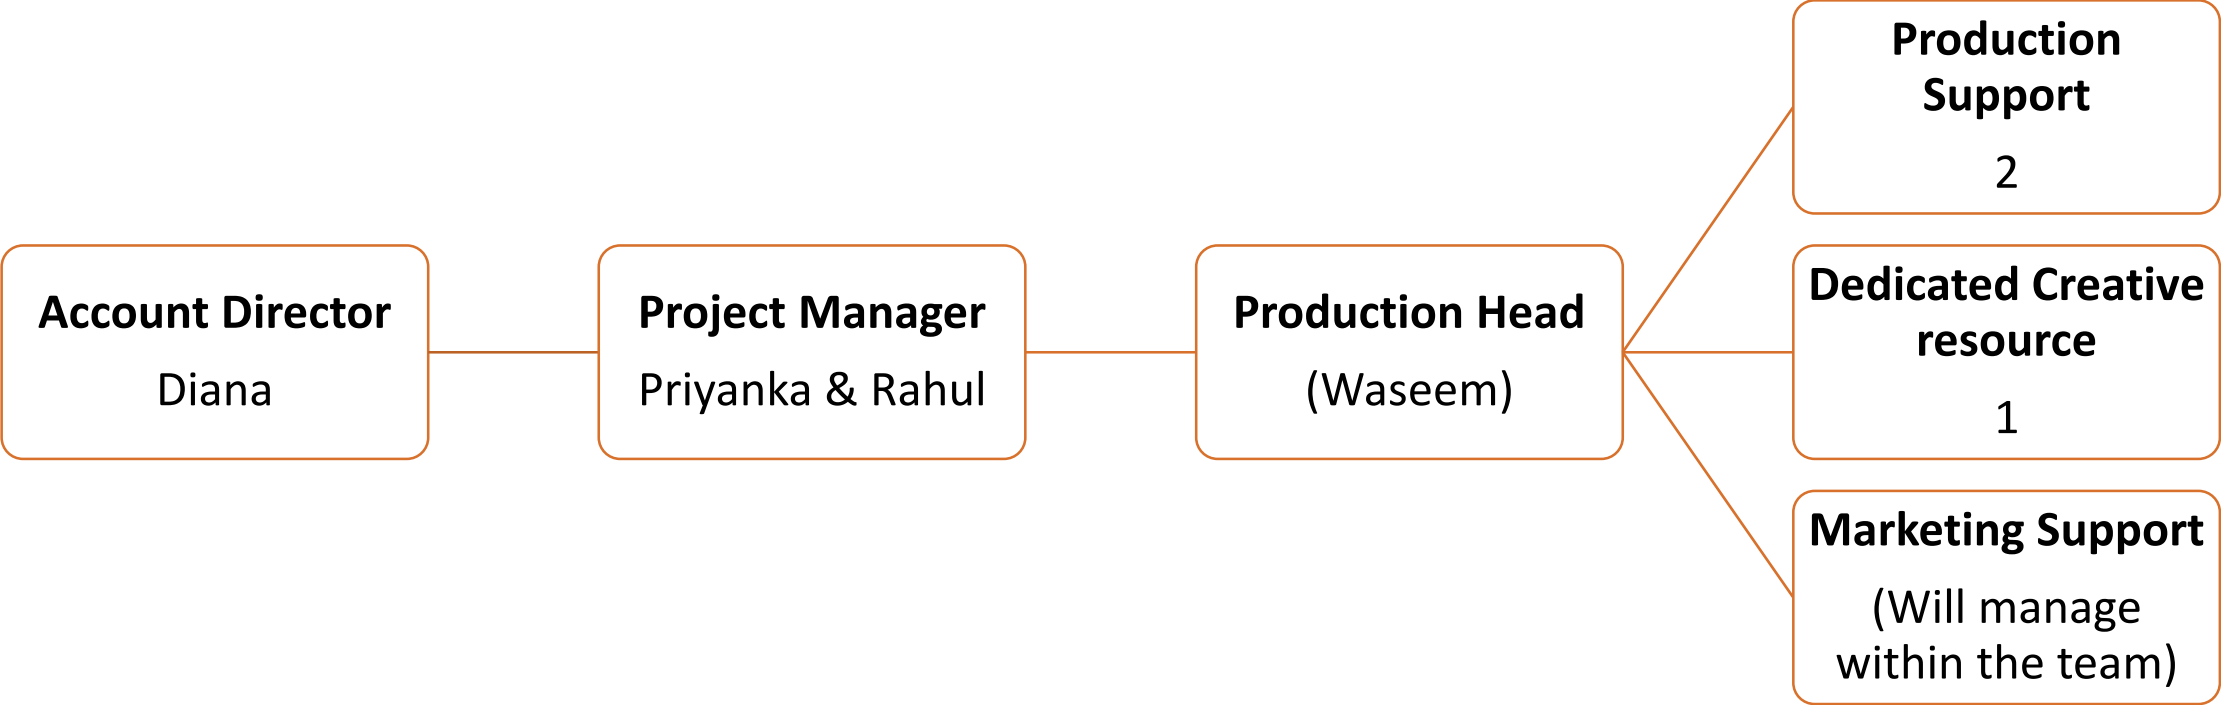 Account Director
Diana
Project Manager
Priyanka & Rahul
Production Head
(Waseem)
Production
Support
2
Dedicated Creative
resource
1
Marketing Support
(Will manage
within the team)